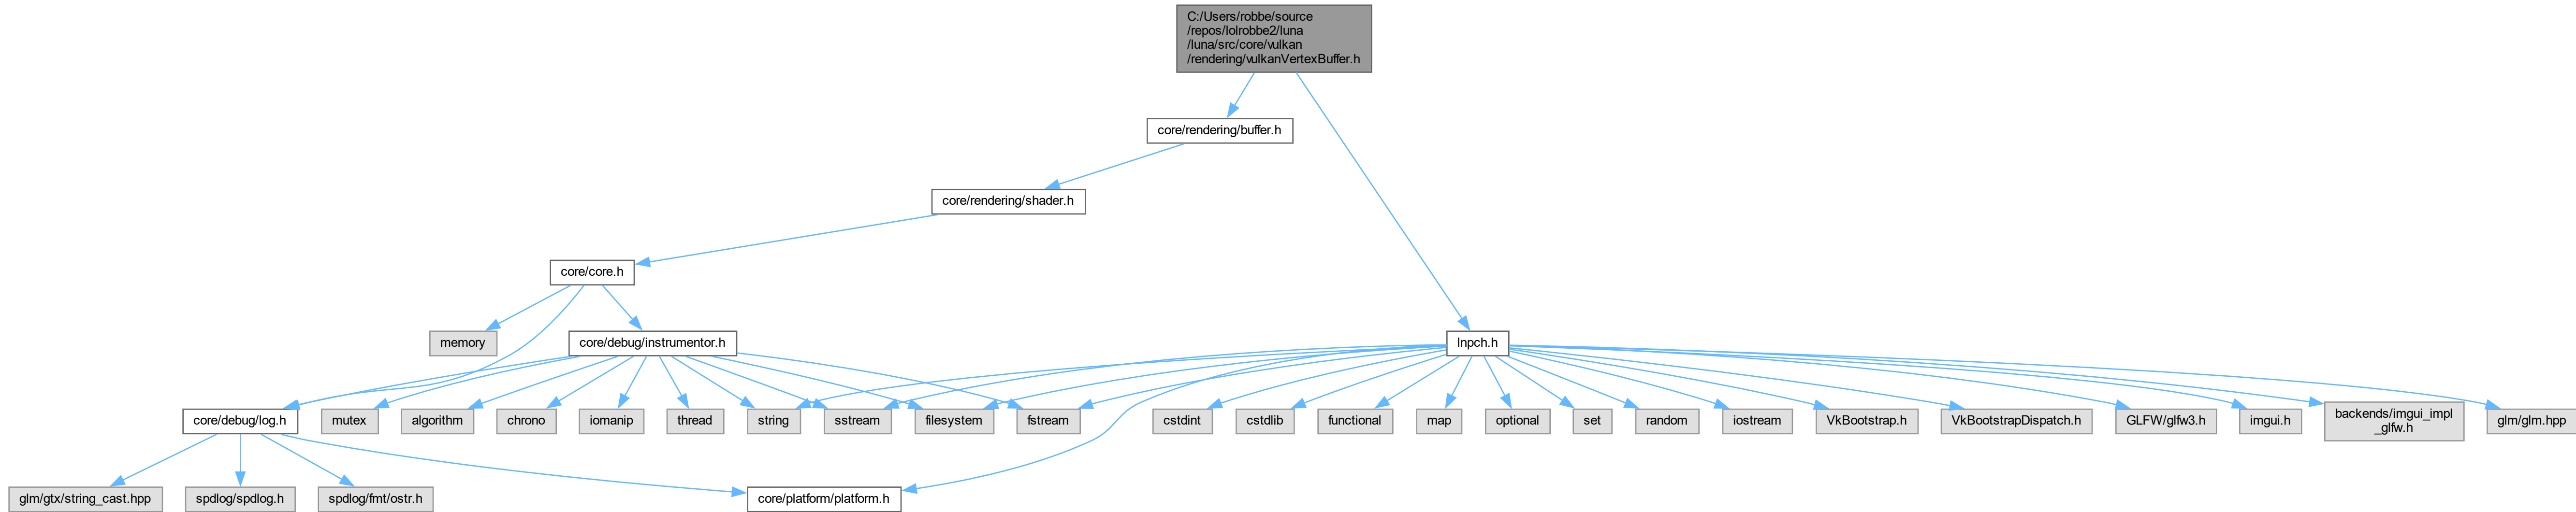 C:/Users/robbe/source
/repos/lolrobbe2/luna
/luna/src/core/vulkan
/rendering/vulkanVertexBuffer.h
core/rendering/buffer.h
core/rendering/shader.h
core/core.h
memory
core/debug/instrumentor.h
lnpch.h
core/debug/log.h
mutex
algorithm
chrono
iomanip
thread
string
sstream
filesystem
fstream
cstdint
cstdlib
functional
map
optional
set
random
iostream
VkBootstrap.h
VkBootstrapDispatch.h
GLFW/glfw3.h
imgui.h
backends/imgui_impl
_glfw.h
glm/glm.hpp
glm/gtx/string_cast.hpp
spdlog/spdlog.h
spdlog/fmt/ostr.h
core/platform/platform.h